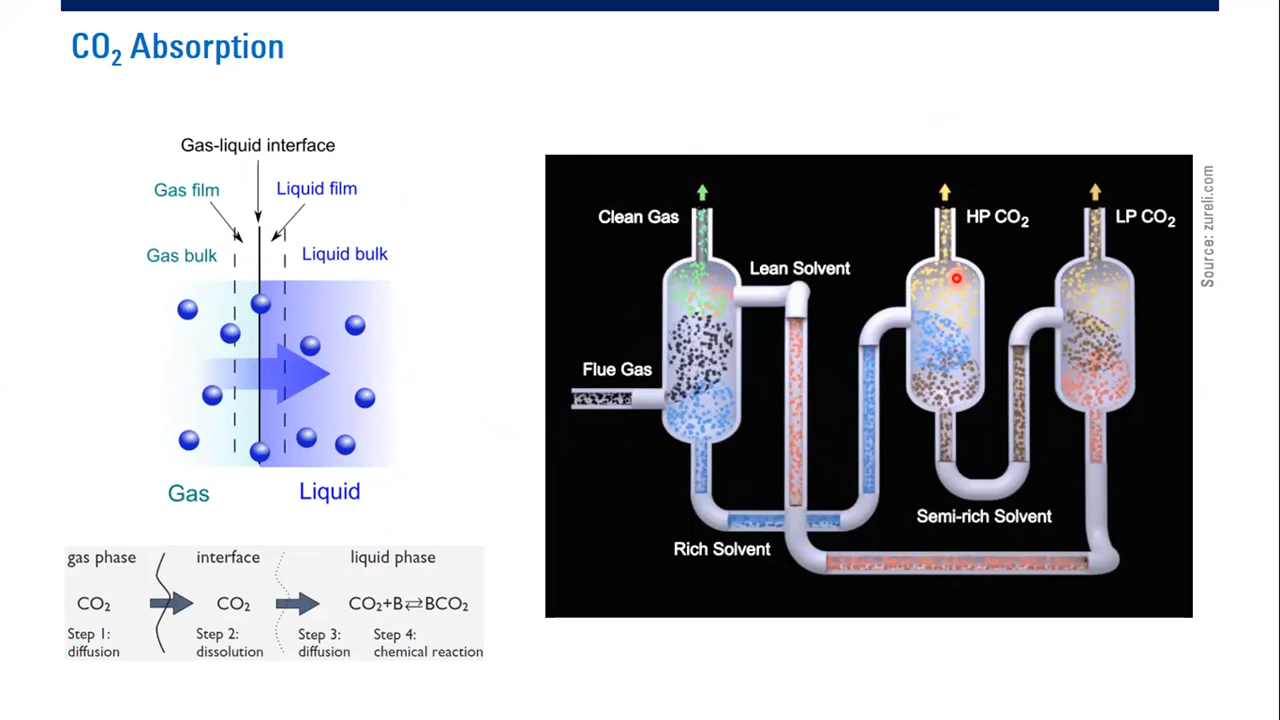 CO₂ Absorption
Gas-liquid interface
Gas film
Liquid film
Gas bulk
Liquid bulk
Gas
Liquid
gas phase
interface
liquid phase
CO₂
CO₂
CO₂+B⇄BCO₂
Step 1:
diffusion
Step 2:
dissolution
Step 3:
diffusion
Step 4:
chemical reaction
Clean Gas
HP CO₂
LP CO₂
Lean Solvent
Flue Gas
Semi-rich Solvent
Rich Solvent
Source: zureli.com